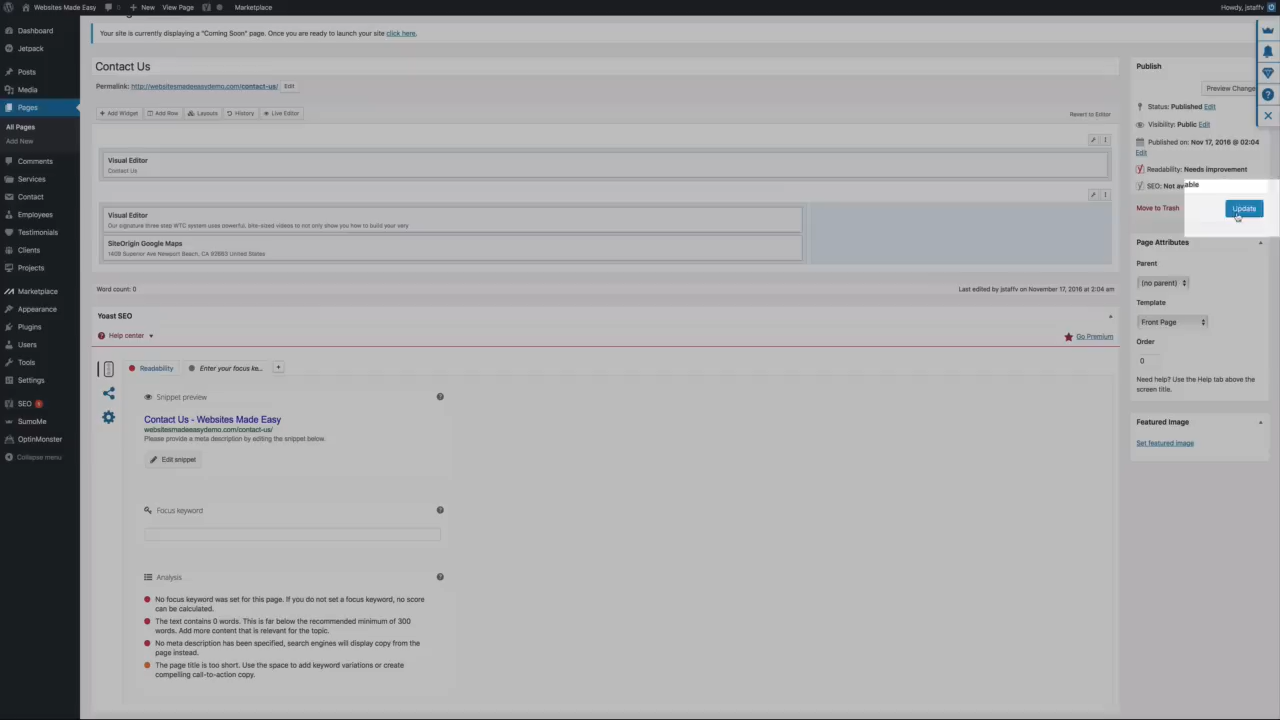 Websites Made Easy
New
View Page
Marketplace
Howdy, jstaffv
Dashboard
Jetpack
Posts
Media
Pages
All Pages
Add New
Comments
Services
Contact
Employees
Testimonials
Clients
Projects
Marketplace
Appearance
Plugins
Users
Tools
Settings
SEO
SumoMe
OptinMonster
Collapse menu
Your site is currently displaying a "Coming Soon" page. Once you are ready to launch your site click here.
Contact Us
Permalink: http://websitesmadeeasydemo.com/contact-us/ Edit
Add Widget Add Row Layouts History Live Editor Revert to Editor
Visual Editor
Contact Us
Visual Editor
Our signature three step WTC system uses powerful, bite-sized videos to not only show you how to build your very
SiteOrigin Google Maps
1409 Superior Ave Newport Beach, CA 92663 United States
Word count: 0
Last edited by jstaffv on November 17, 2016 at 2:04 am
Yoast SEO
Help center
Go Premium
Readability
Enter your focus ke...
+
Snippet preview
Contact Us - Websites Made Easy
websitesmadeeasydemo.com/contact-us/
Please provide a meta description by editing the snippet below.
Edit snippet
Focus keyword
Analysis
No focus keyword was set for this page. If you do not set a focus keyword, no score
can be calculated.
The text contains 0 words. This is far below the recommended minimum of 300
words. Add more content that is relevant for the topic.
No meta description has been specified, search engines will display copy from the
page instead.
The page title is too short. Use the space to add keyword variations or create
compelling call-to-action copy.
Publish
Preview Change
Status: Published Edit
Visibility: Public Edit
Published on: Nov 17, 2016 @ 02:04
Edit
Readability: Needs improvement
SEO: Not available
Move to Trash
Update
Page Attributes
Parent
(no parent)
Template
Front Page
Order
0
Need help? Use the Help tab above the
screen title.
Featured Image
Set featured image